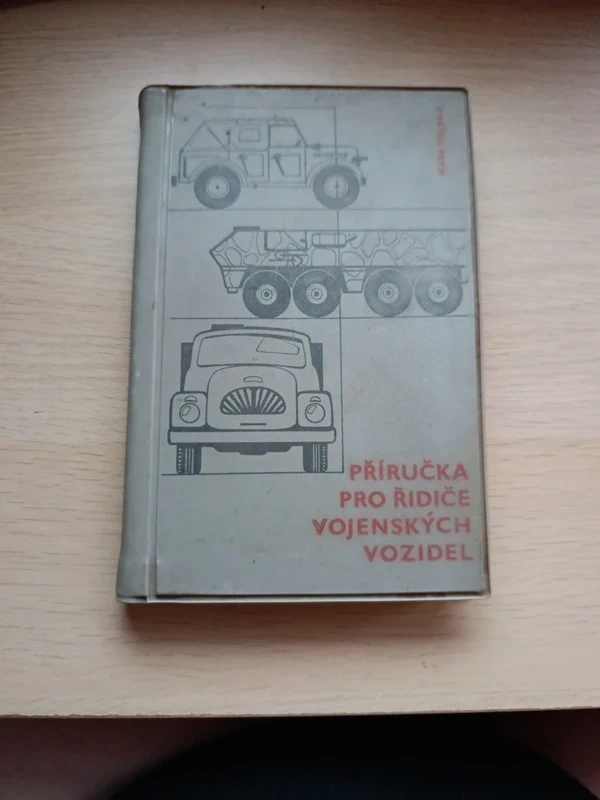 PŘÍRUČKA
PRO ŘIDIČE
VOJENSKÝCH
VOZIDEL